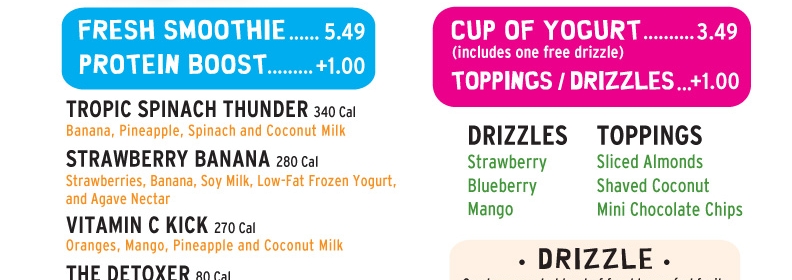 FRESH SMOOTHIE...... 5.49
PROTEIN BOOST.........+1.00
TROPIC SPINACH THUNDER 340 Cal
Banana, Pineapple, Spinach and Coconut Milk
STRAWBERRY BANANA 280 Cal
Strawberries, Banana, Soy Milk, Low-Fat Frozen Yogurt,
and Agave Nectar
VITAMIN C KICK 270 Cal
Oranges, Mango, Pineapple and Coconut Milk
THE DETOXER 80 Cal
CUP OF YOGURT..........3.49
(includes one free drizzle)
TOPPINGS / DRIZZLES...+1.00
DRIZZLES
Strawberry
Blueberry
Mango
TOPPINGS
Sliced Almonds
Shaved Coconut
Mini Chocolate Chips
• DRIZZLE •